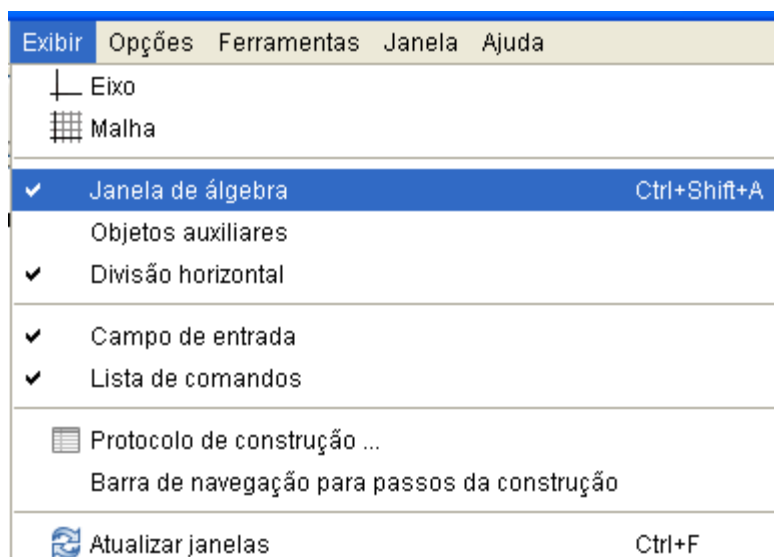 Exibir Opções Ferramentas Janela Ajuda
Eixo
Malha
Janela de álgebra Ctrl+Shift+A
Objetos auxiliares
Divisão horizontal
Campo de entrada
Lista de comandos
Protocolo de construção ...
Barra de navegação para passos da construção
Atualizar janelas Ctrl+F